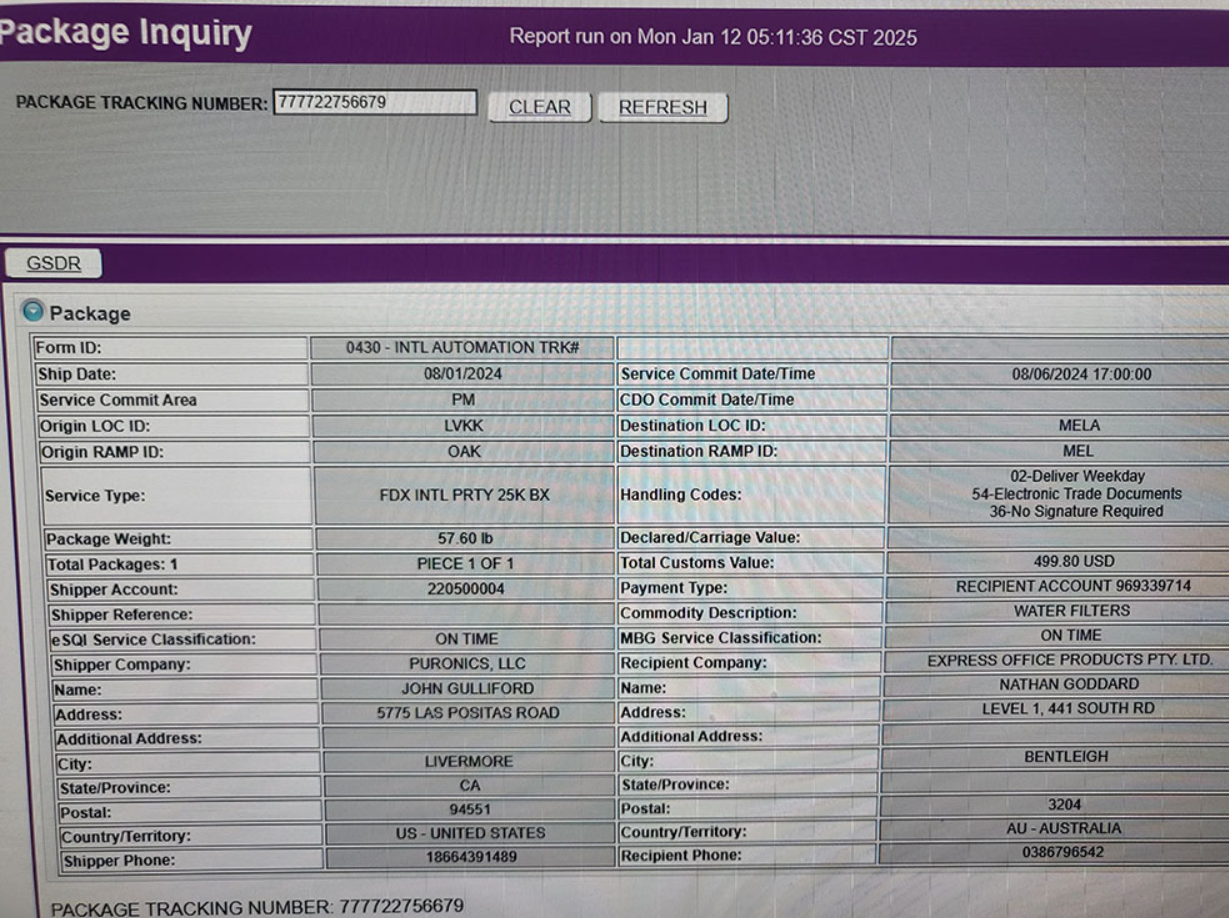 Package Inquiry
Report run on Mon Jan 12 05:11:36 CST 2025
PACKAGE TRACKING NUMBER: 777722756679 CLEAR REFRESH
GSDR
Package
Form ID: 0430 - INTL AUTOMATION TRK#
Ship Date: 08/01/2024 Service Commit Date/Time 08/06/2024 17:00:00
Service Commit Area PM CDO Commit Date/Time
Origin LOC ID: LVKK Destination LOC ID: MELA
Origin RAMP ID: OAK Destination RAMP ID: MEL
Service Type: FDX INTL PRTY 25K BX Handling Codes: 02-Deliver Weekday
54-Electronic Trade Documents
36-No Signature Required
Package Weight: 57.60 lb Declared/Carriage Value:
Total Packages: 1 PIECE 1 OF 1 Total Customs Value: 499.80 USD
Shipper Account: 220500004 Payment Type: RECIPIENT ACCOUNT 969339714
Shipper Reference: Commodity Description: WATER FILTERS
eSQI Service Classification: ON TIME MBG Service Classification: ON TIME
Shipper Company: PURONICS, LLC Recipient Company: EXPRESS OFFICE PRODUCTS PTY. LTD.
Name: JOHN GULLIFORD Name: NATHAN GODDARD
Address: 5775 LAS POSITAS ROAD Address: LEVEL 1, 441 SOUTH RD
Additional Address: Additional Address:
City: LIVERMORE City: BENTLEIGH
State/Province: CA State/Province:
Postal: 94551 Postal: 3204
Country/Territory: US - UNITED STATES Country/Territory: AU - AUSTRALIA
Shipper Phone: 18664391489 Recipient Phone: 0386796542
PACKAGE TRACKING NUMBER: 777722756679